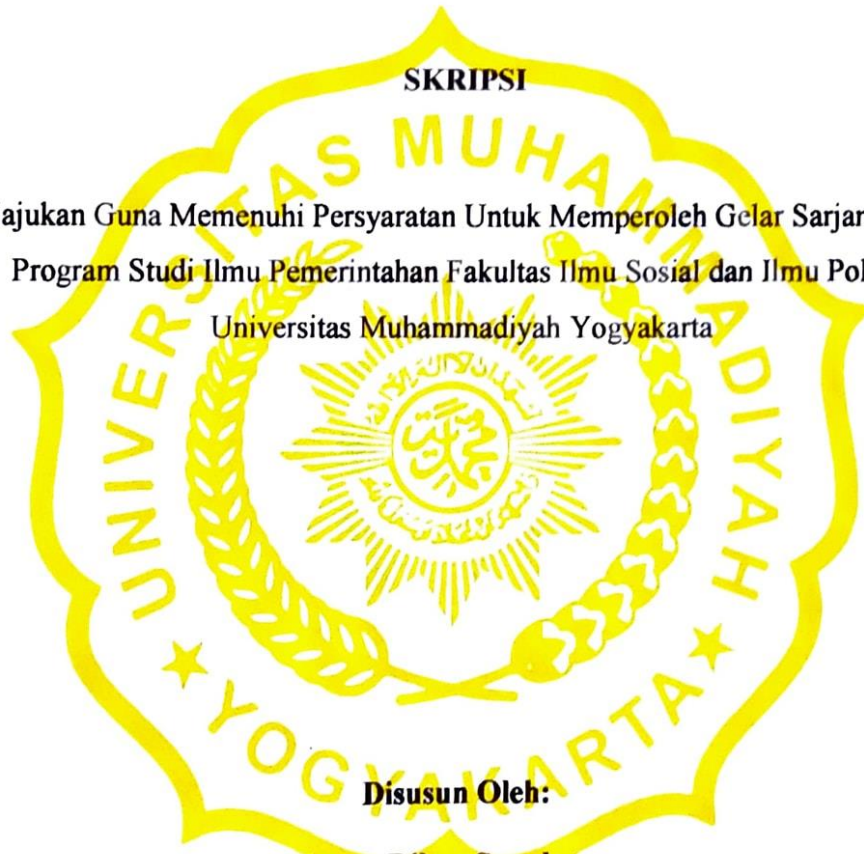 SKRIPSI
ajukan Guna Memenuhi Persyaratan Untuk Memperoleh Gelar Sarjan
Program Studi Ilmu Pemerintahan Fakultas Ilmu Sosial dan Ilmu Pol
Universitas Muhammadiyah Yogyakarta
UNIVERSITAS MUHAMMADIYAH
★ YOGYAKARTA ★
محمدية
Disusun Oleh: